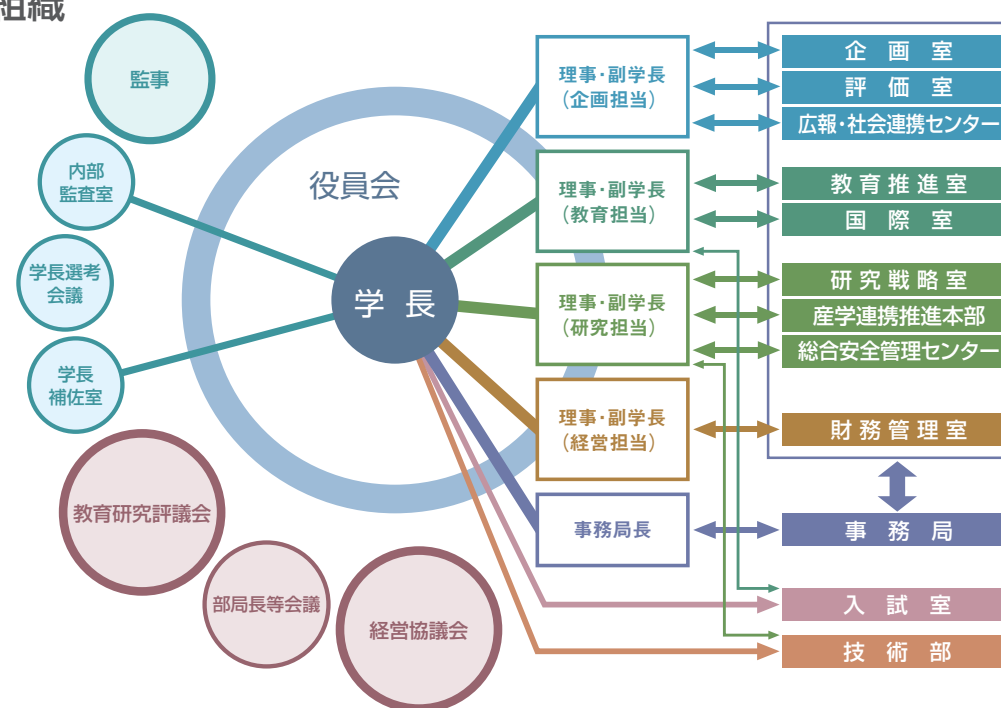 組織
監事
内部
監査室
学長選考
会議
学長
補佐室
教育研究評議会
部局長等会議
経営協議会
役員会
学 長
理事・副学長
(企画担当)
理事・副学長
(教育担当)
理事・副学長
(研究担当)
理事・副学長
(経営担当)
事務局長
企 画 室
評 価 室
広報・社会連携センター
教育推進室
国 際 室
研究戦略室
産学連携推進本部
総合安全管理センター
財務管理室
事 務 局
入 試 室
技 術 部